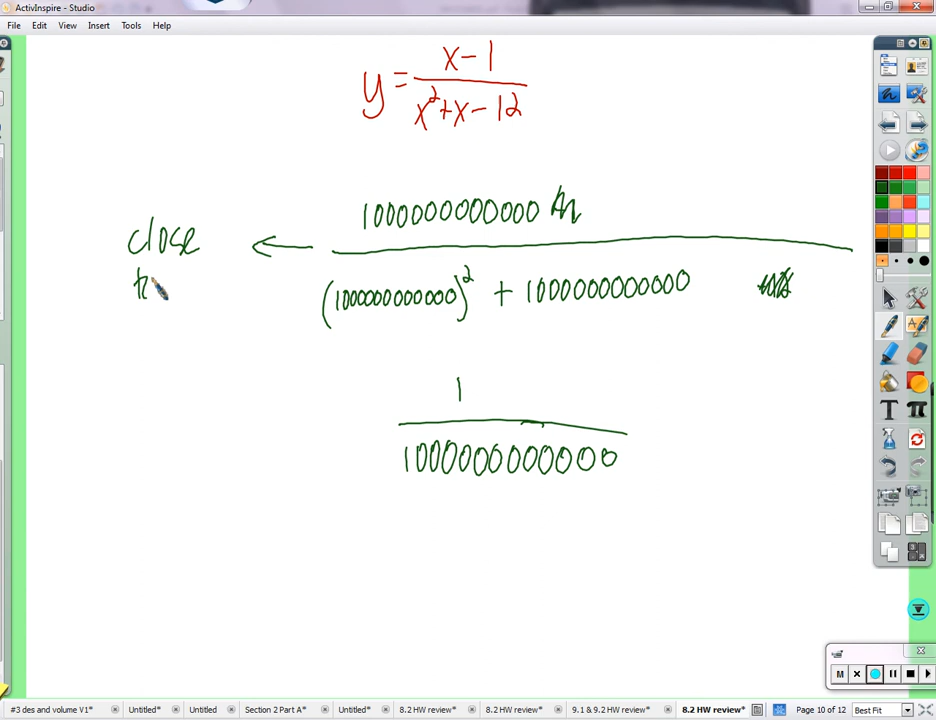 ActivInspire - Studio
File Edit View Insert Tools Help
y = x-1
x²+x-12
1000000000000
close
(1000000000000)² + 1000000000000
1
1000000000000
M
#3 des and volume V1* Untitled* Untitled Section 2 Part A* Untitled* 8.2 HW review* 8.2 HW review* 9.1 & 9.2 HW review* 8.2 HW review* Page 10 of 12 Best Fit